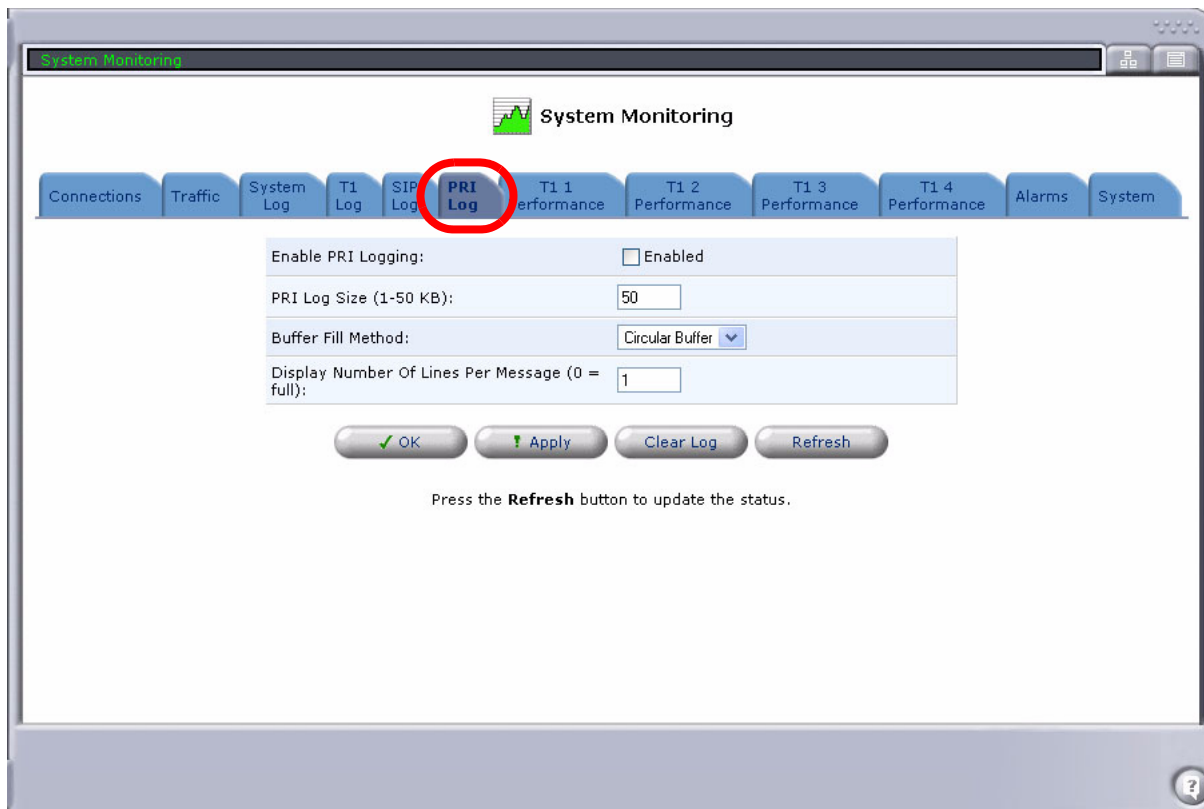 System Monitoring
System Monitoring
Connections
Traffic
System
Log
T1
Log
SIP
Log
PRI
Log
T1 1
erformance
T1 2
Performance
T1 3
Performance
T1 4
Performance
Alarms
System
Enable PRI Logging:
Enabled
PRI Log Size (1-50 KB):
50
Buffer Fill Method:
Circular Buffer
Display Number Of Lines Per Message (0 =
full):
1
✓ OK
! Apply
Clear Log
Refresh
Press the Refresh button to update the status.
?